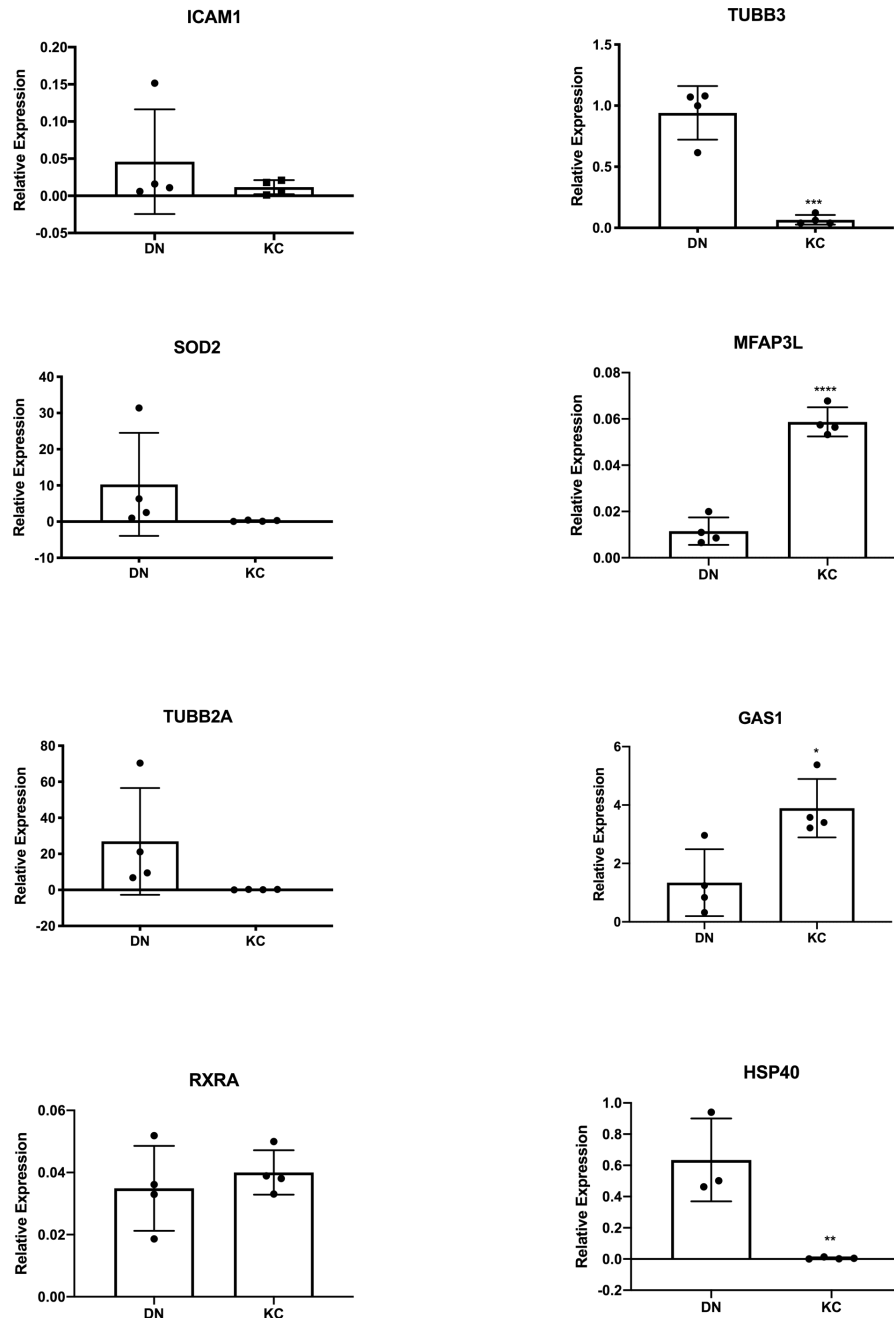 ICAM1
Relative Expression
0.20
0.15
0.10
0.05
0.00
-0.05
DN KC
TUBB3
Relative Expression
1.5
1.0
0.5
0.0
***
DN KC
SOD2
Relative Expression
40
30
20
10
0
-10
DN KC
MFAP3L
Relative Expression
0.08
0.06
0.04
0.02
0.00
****
DN KC
TUBB2A
Relative Expression
80
60
40
20
0
-20
DN KC
GAS1
Relative Expression
6
4
2
0
*
DN KC
RXRA
Relative Expression
0.06
0.04
0.02
0.00
DN KC
HSP40
Relative Expression
1.0
0.8
0.6
0.4
0.2
0.0
-0.2
**
DN KC